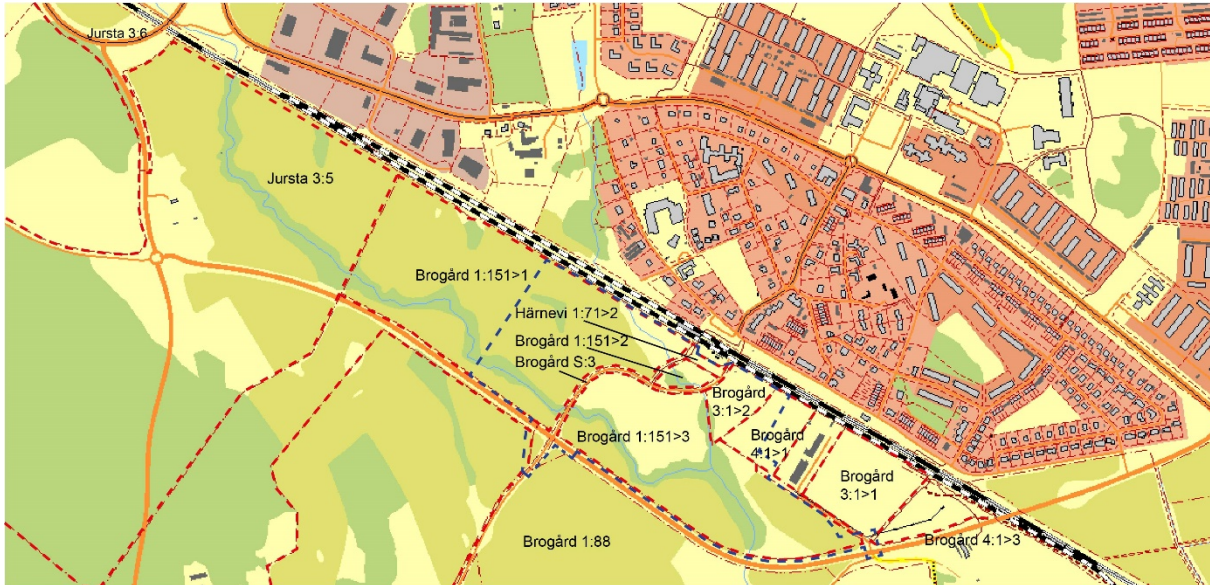 Jursta 3:6
Jursta 3:5
Brogård 1:151>1
Härnevi 1:71>2
Brogård 1:151>2
Brogård S:3
Brogård
3:1>2
Brogård 1:151>3
Brogård
4:1>1
Brogård
3:1>1
Brogård 1:88
Brogård 4:1>3